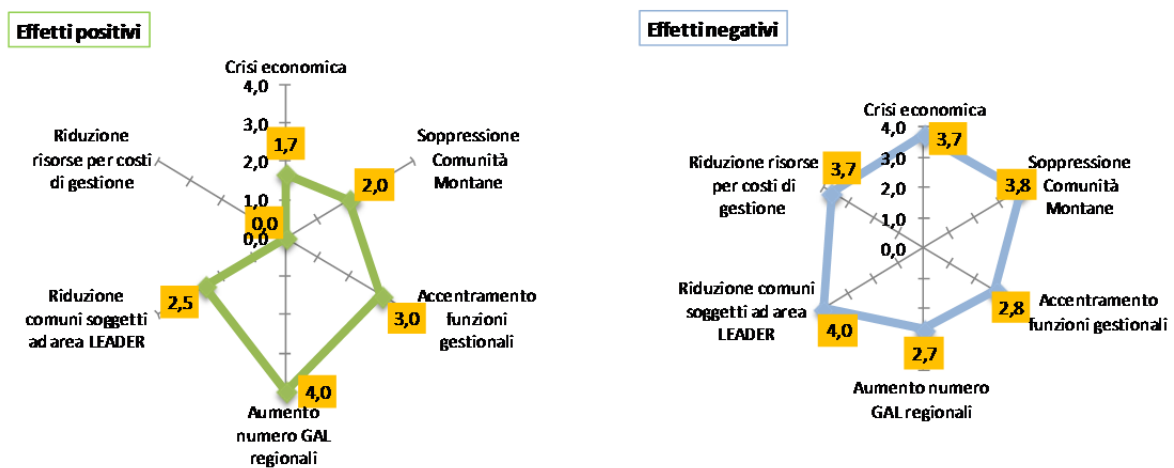 Effetti positivi
Crisi economica
4,0
3,0
2,0
1,0
0,0
1,7
Soppressione
Comunità
Montane
2,0
Accentramento
funzioni
gestionali
3,0
Aumento
numero GAL
regionali
4,0
Riduzione
comuni soggetti
ad area LEADER
2,5
Riduzione
risorse per costi
di gestione
0,0
Effetti negativi
Crisi economica
4,0
3,0
2,0
1,0
0,0
3,7
Soppressione
Comunità
Montane
3,8
Accentramento
funzioni gestionali
2,8
Aumento numero
GAL regionali
2,7
Riduzione comuni
soggetti ad area
LEADER
4,0
Riduzione risorse
per costi di
gestione
3,7